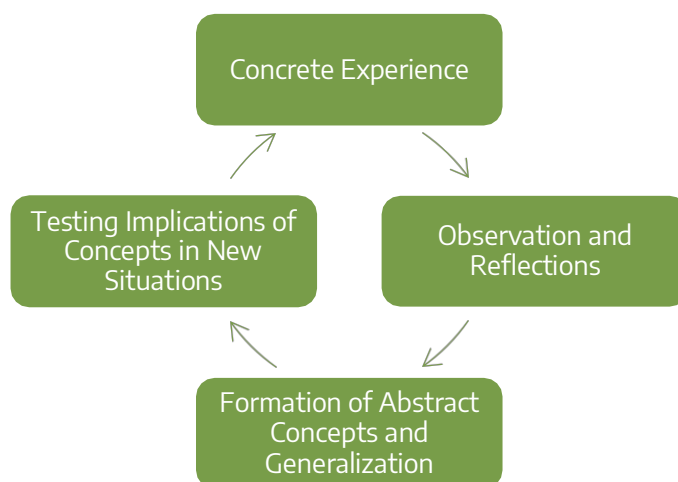 Concrete Experience
Testing Implications of
Concepts in New
Situations
Observation and
Reflections
Formation of Abstract
Concepts and
Generalization